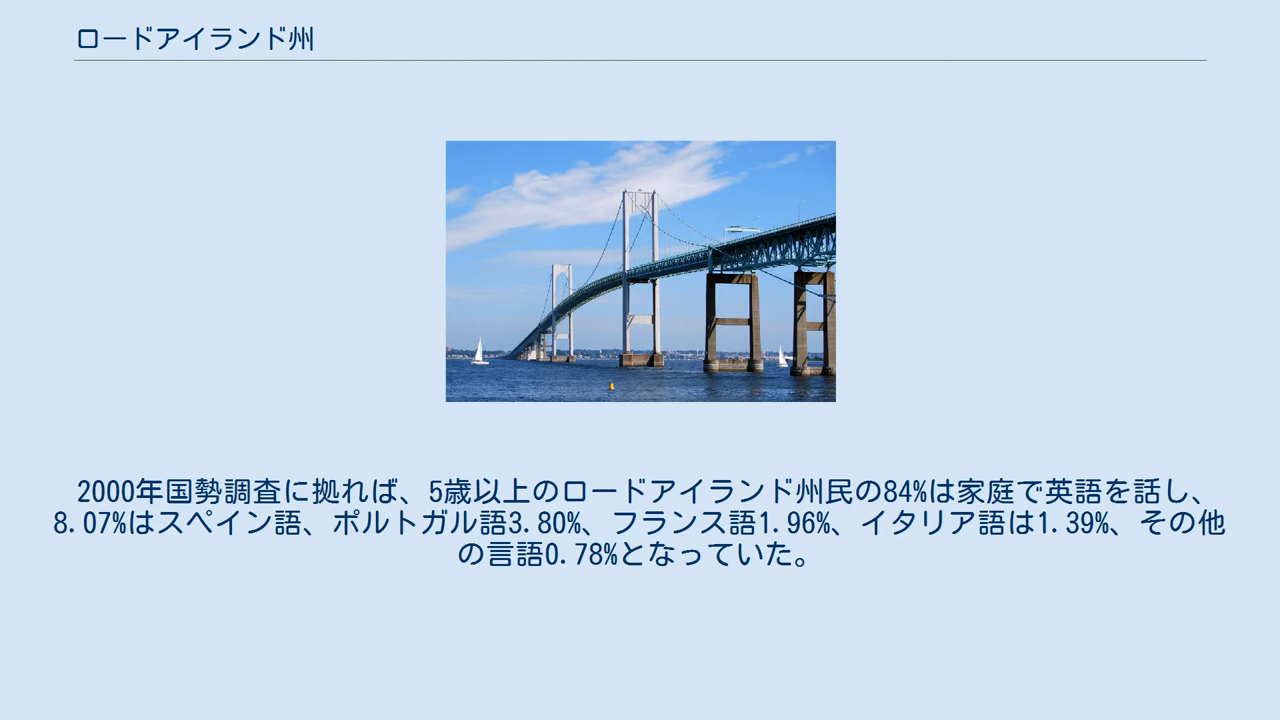 ロードアイランド州
2000年国勢調査に拠れば、5歳以上のロードアイランド州民の84%は家庭で英語を話し、
8.07%はスペイン語、ポルトガル語3.80%、フランス語1.96%、イタリア語は1.39%、その他
の言語0.78%となっていた。